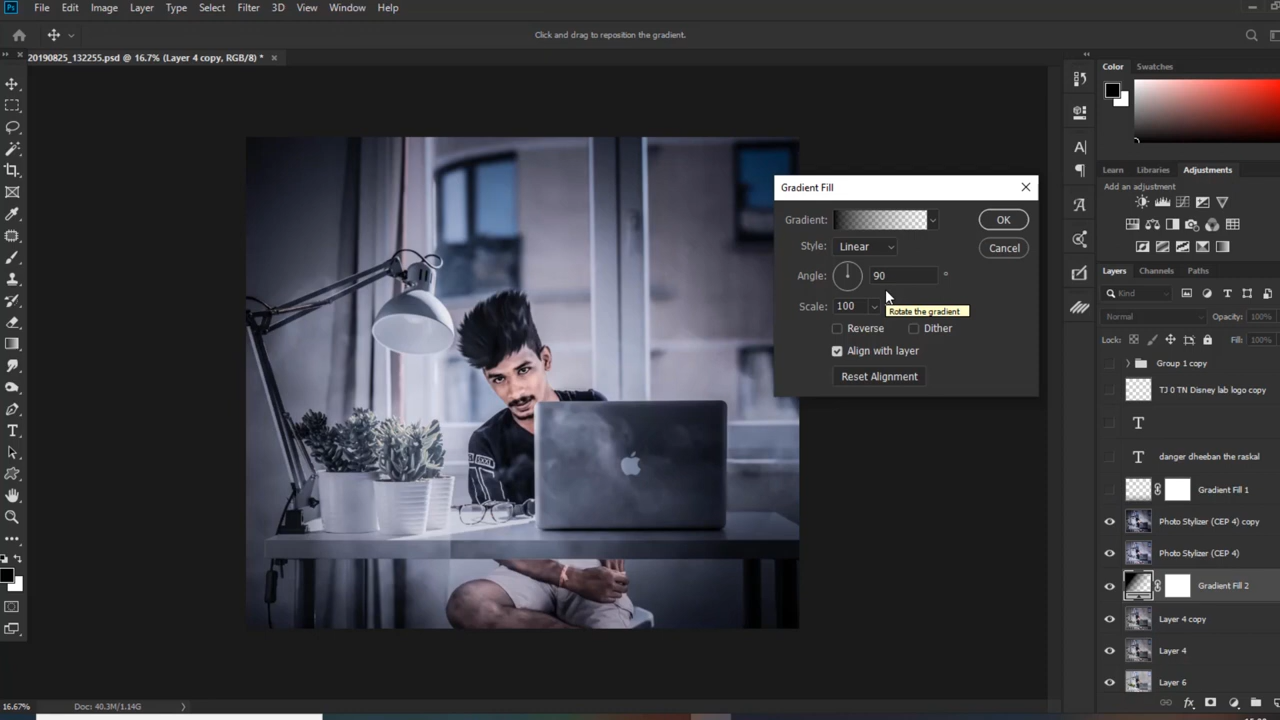 Ps File Edit Image Layer Type Select Filter 3D View Window Help
Click and drag to reposition the gradient.
20190825_132255.psd @ 16.7% (Layer 4 copy, RGB/8) *
Color Swatches
Learn Libraries Adjustments
Add an adjustment
Gradient Fill
Gradient:
OK
Style: Linear
Cancel
Angle: 90 °
Scale: 100
Rotate the gradient
Reverse Dither
Align with layer
Reset Alignment
Layers Channels Paths
Kind
Normal Opacity: 100%
Lock: Fill: 100%
Group 1 copy
TJ 0 TN Disney lab logo copy
danger dheeban the raskal
Gradient Fill 1
Photo Stylizer (CEP 4) copy
Photo Stylizer (CEP 4)
Gradient Fill 2
Layer 4 copy
Layer 4
Layer 6
16.67% Doc: 40.3M/1.14G